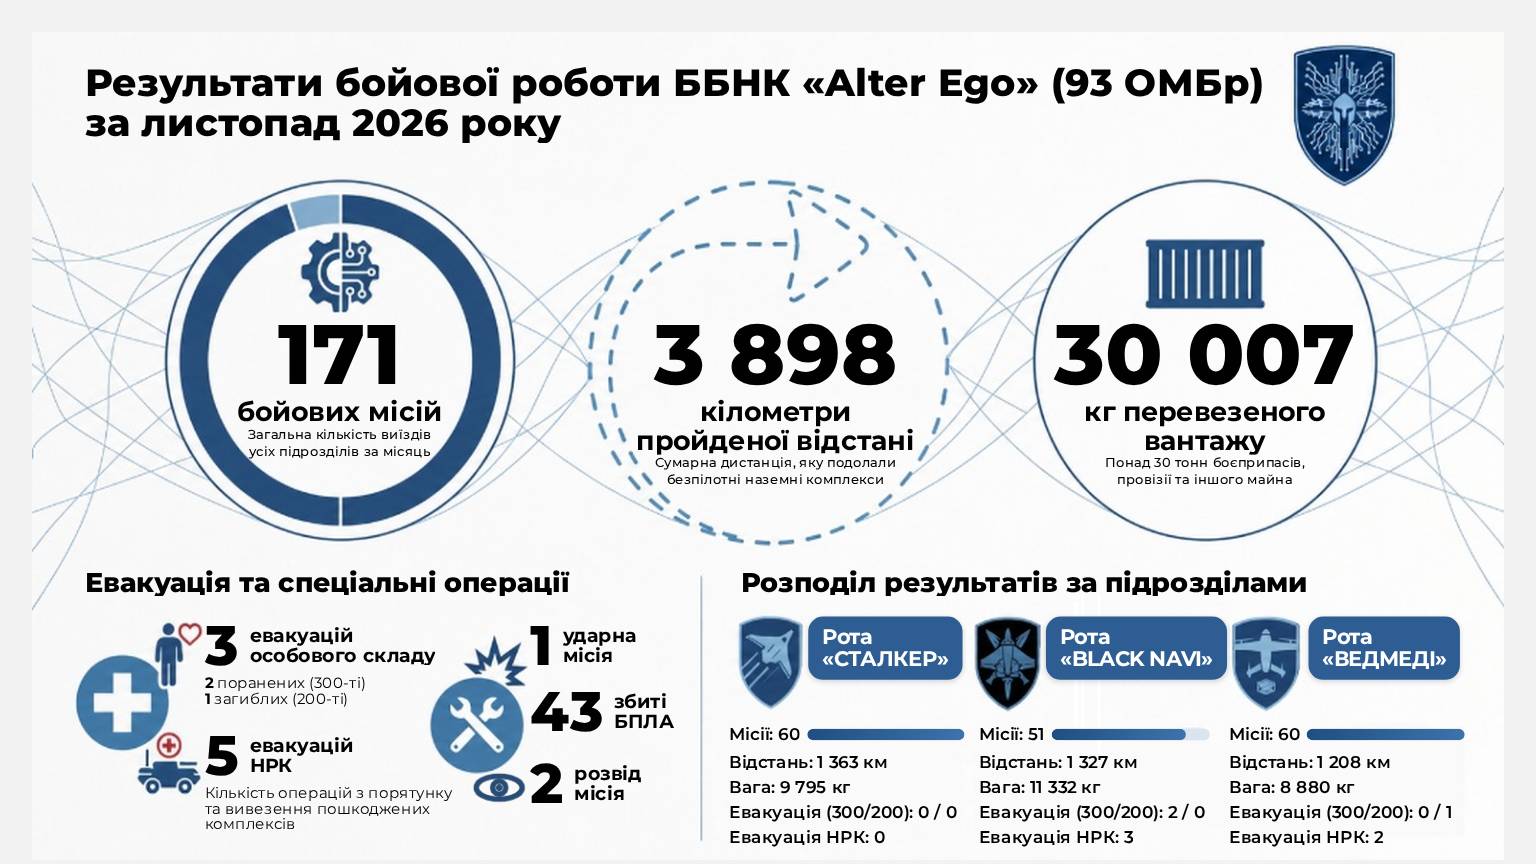 Результати бойової роботи ББНК «Alter Ego» (93 ОМБр)
за листопад 2026 року
171
бойових місій
Загальна кількість виїздів
усіх підрозділів за місяць
3 898
кілометри
пройденої відстані
Сумарна дистанція, яку подолали
безпілотні наземні комплекси
30 007
кг перевезеного
вантажу
Понад 30 тонн боєприпасів,
провізії та іншого майна
Евакуація та спеціальні операції
3 евакуацій
особового складу
2 поранених (300-ті)
1 загиблих (200-ті)
5 евакуацій
НРК
Кількість операцій з порятунку
та вивезення пошкоджених
комплексів
1 ударна
місія
43 збиті
БПЛА
2 розвід
місія
Розподіл результатів за підрозділами
Рота
«СТАЛКЕР»
Місії: 60
Відстань: 1 363 км
Вага: 9 795 кг
Евакуація (300/200): 0 / 0
Евакуація НРК: 0
Рота
«BLACK NAVI»
Місії: 51
Відстань: 1 327 км
Вага: 11 332 кг
Евакуація (300/200): 2 / 0
Евакуація НРК: 3
Рота
«ВЕДМЕДІ»
Місії: 60
Відстань: 1 208 км
Вага: 8 880 кг
Евакуація (300/200): 0 / 1
Евакуація НРК: 2